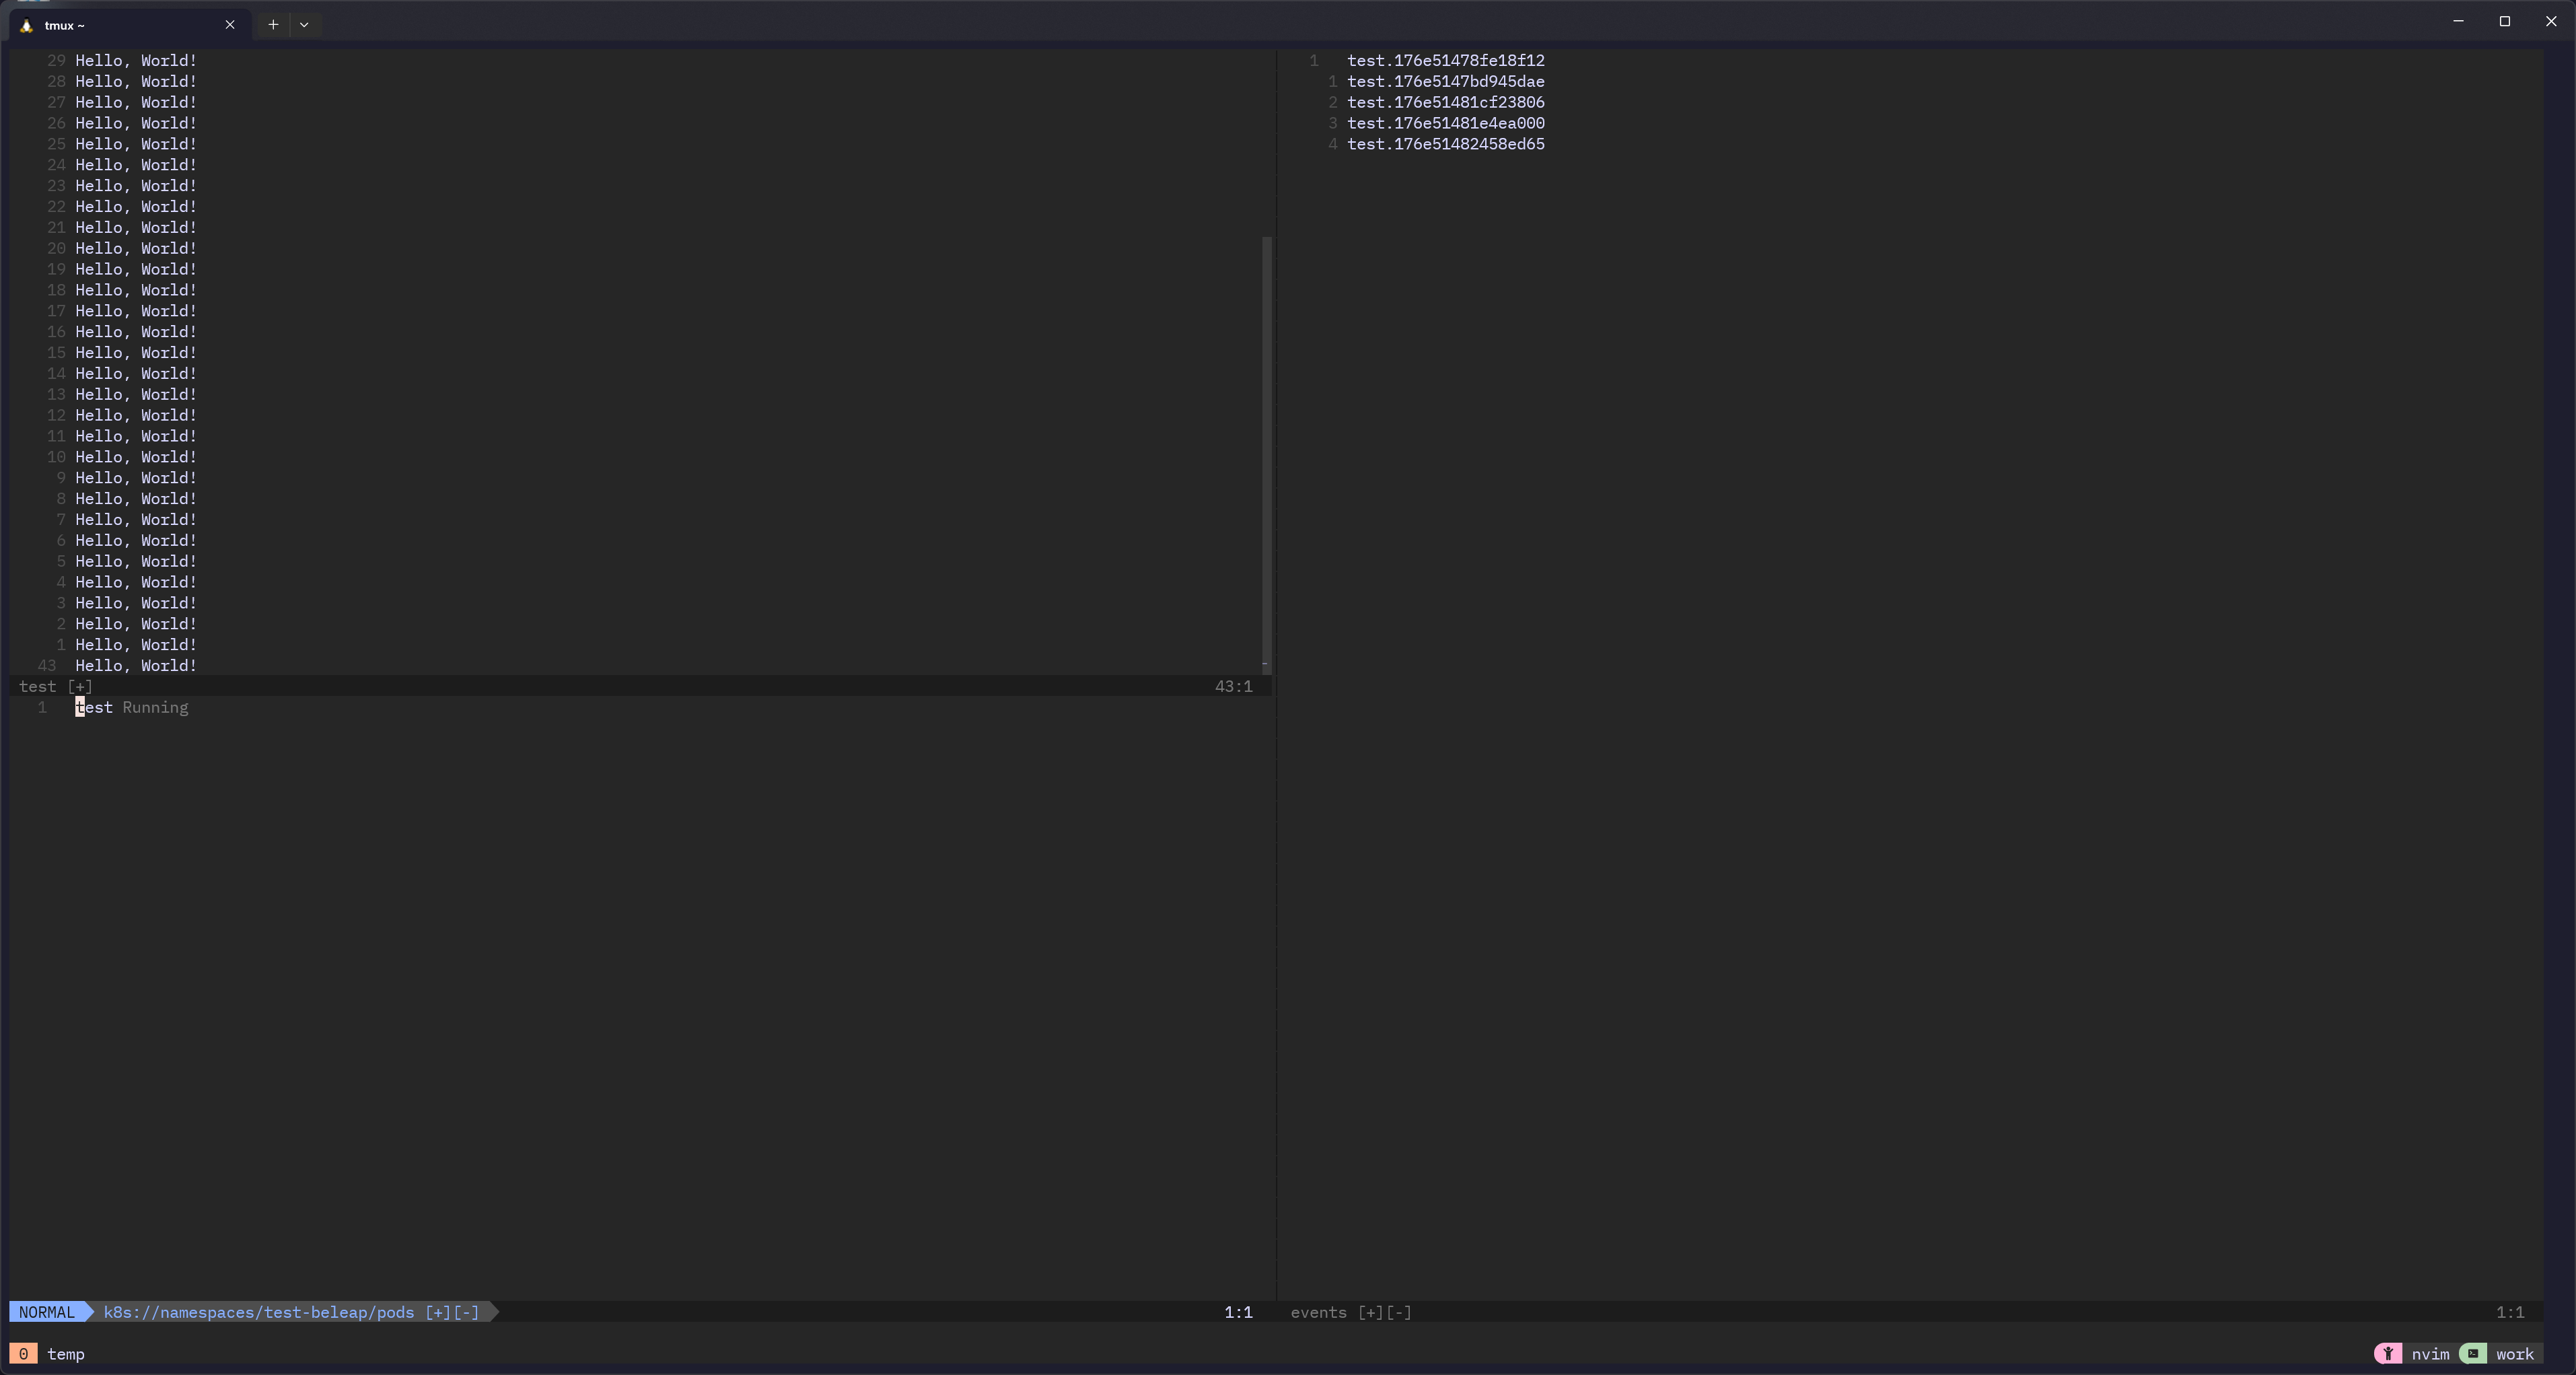 tmux ~
29 Hello, World!
28 Hello, World!
27 Hello, World!
26 Hello, World!
25 Hello, World!
24 Hello, World!
23 Hello, World!
22 Hello, World!
21 Hello, World!
20 Hello, World!
19 Hello, World!
18 Hello, World!
17 Hello, World!
16 Hello, World!
15 Hello, World!
14 Hello, World!
13 Hello, World!
12 Hello, World!
11 Hello, World!
10 Hello, World!
9 Hello, World!
8 Hello, World!
7 Hello, World!
6 Hello, World!
5 Hello, World!
4 Hello, World!
3 Hello, World!
2 Hello, World!
1 Hello, World!
43 Hello, World!
test [+] 43:1
1 test Running
NORMAL k8s://namespaces/test-beleap/pods [+][-] 1:1
1 test.176e51478fe18f12
1 test.176e5147bd945dae
2 test.176e51481cf23806
3 test.176e51481e4ea000
4 test.176e51482458ed65
events [+][-] 1:1
0 temp
nvim work